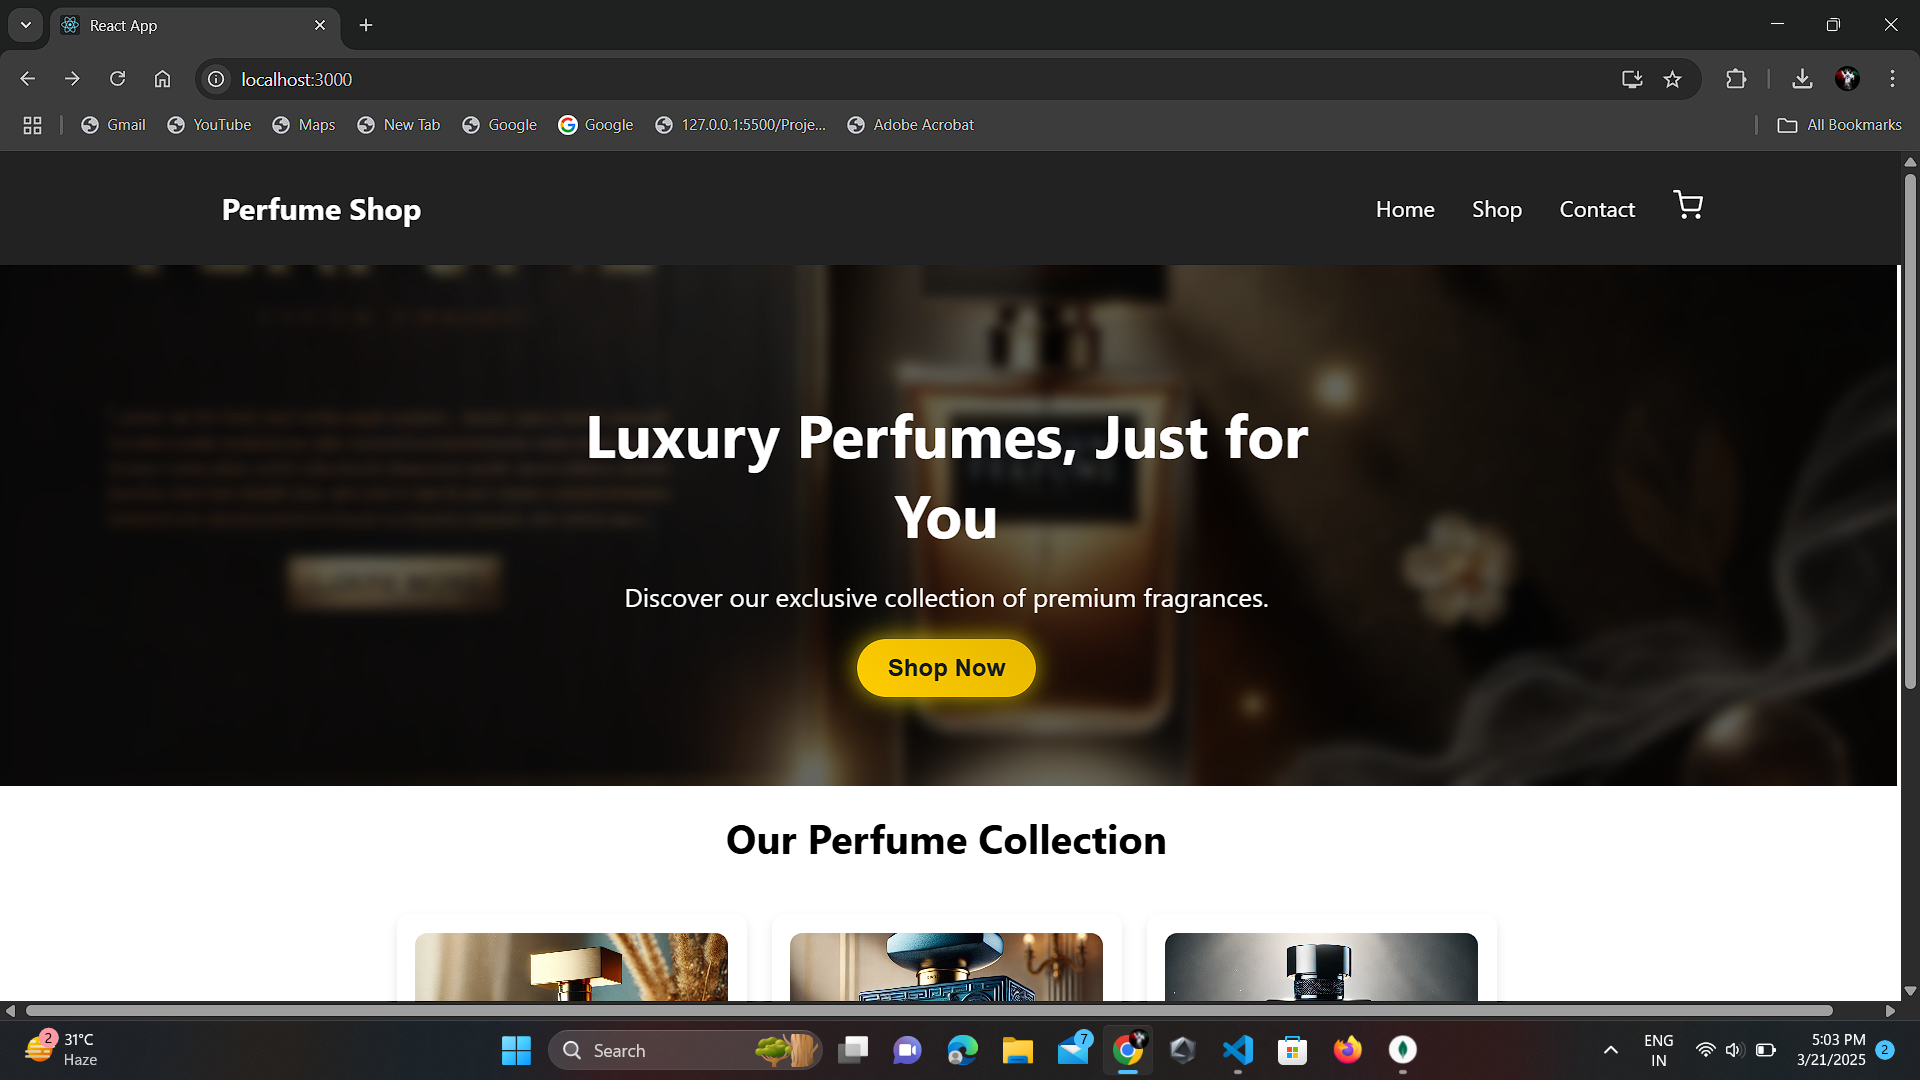 React App
localhost:3000
Gmail
YouTube
Maps
New Tab
Google
Google
127.0.0.1:5500/Proje...
Adobe Acrobat
All Bookmarks
Perfume Shop
Home
Shop
Contact
Luxury Perfumes, Just for
You
Discover our exclusive collection of premium fragrances.
Shop Now
Our Perfume Collection
2
31°C
Haze
Search
7
ENG
IN
5:03 PM
3/21/2025
2